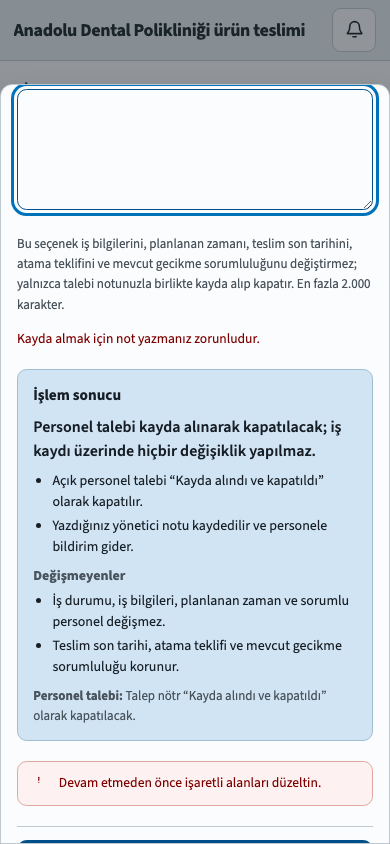 Anadolu Dental Polikliniği ürün teslimi
Bu seçenek iş bilgilerini, planlanan zamanı, teslim son tarihini,
atama teklifini ve mevcut gecikme sorumluluğunu değiştirmez;
yalnızca talebi notunuzla birlikte kayda alıp kapatır. En fazla 2.000
karakter.
Kayda almak için not yazmanız zorunludur.
İşlem sonucu
Personel talebi kayda alınarak kapatılacak; iş
kaydı üzerinde hiçbir değişiklik yapılmaz.
• Açık personel talebi “Kayda alındı ve kapatıldı”
olarak kapatılır.
• Yazdığınız yönetici notu kaydedilir ve personele
bildirim gider.
Değişmeyenler
• İş durumu, iş bilgileri, planlanan zaman ve sorumlu
personel değişmez.
• Teslim son tarihi, atama teklifi ve mevcut gecikme
sorumluluğu korunur.
Personel talebi: Talep nötr “Kayda alındı ve kapatıldı”
olarak kapatılacak.
! Devam etmeden önce işaretli alanları düzeltin.